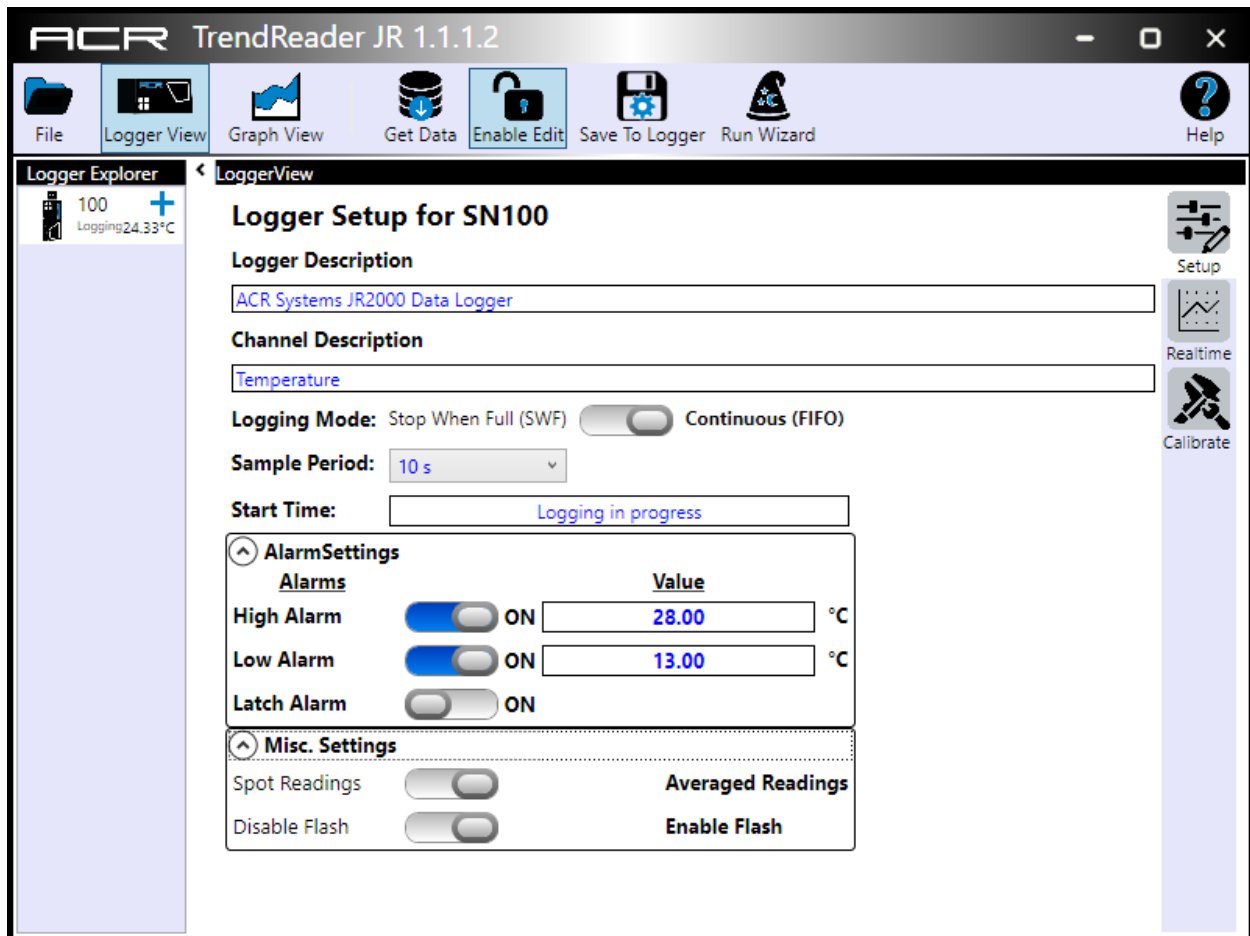 ACR TrendReader JR 1.1.1.2
File Logger View Graph View Get Data Enable Edit Save To Logger Run Wizard Help
Logger Explorer LoggerView
100
Logging 24.33°C
Logger Setup for SN100
Setup
Logger Description
ACR Systems JR2000 Data Logger
Channel Description
Realtime
Temperature
Logging Mode: Stop When Full (SWF) Continuous (FIFO)
Calibrate
Sample Period: 10 s
Start Time: Logging in progress
AlarmSettings
Alarms Value
High Alarm ON 28.00 °C
Low Alarm ON 13.00 °C
Latch Alarm ON
Misc. Settings
Spot Readings Averaged Readings
Disable Flash Enable Flash